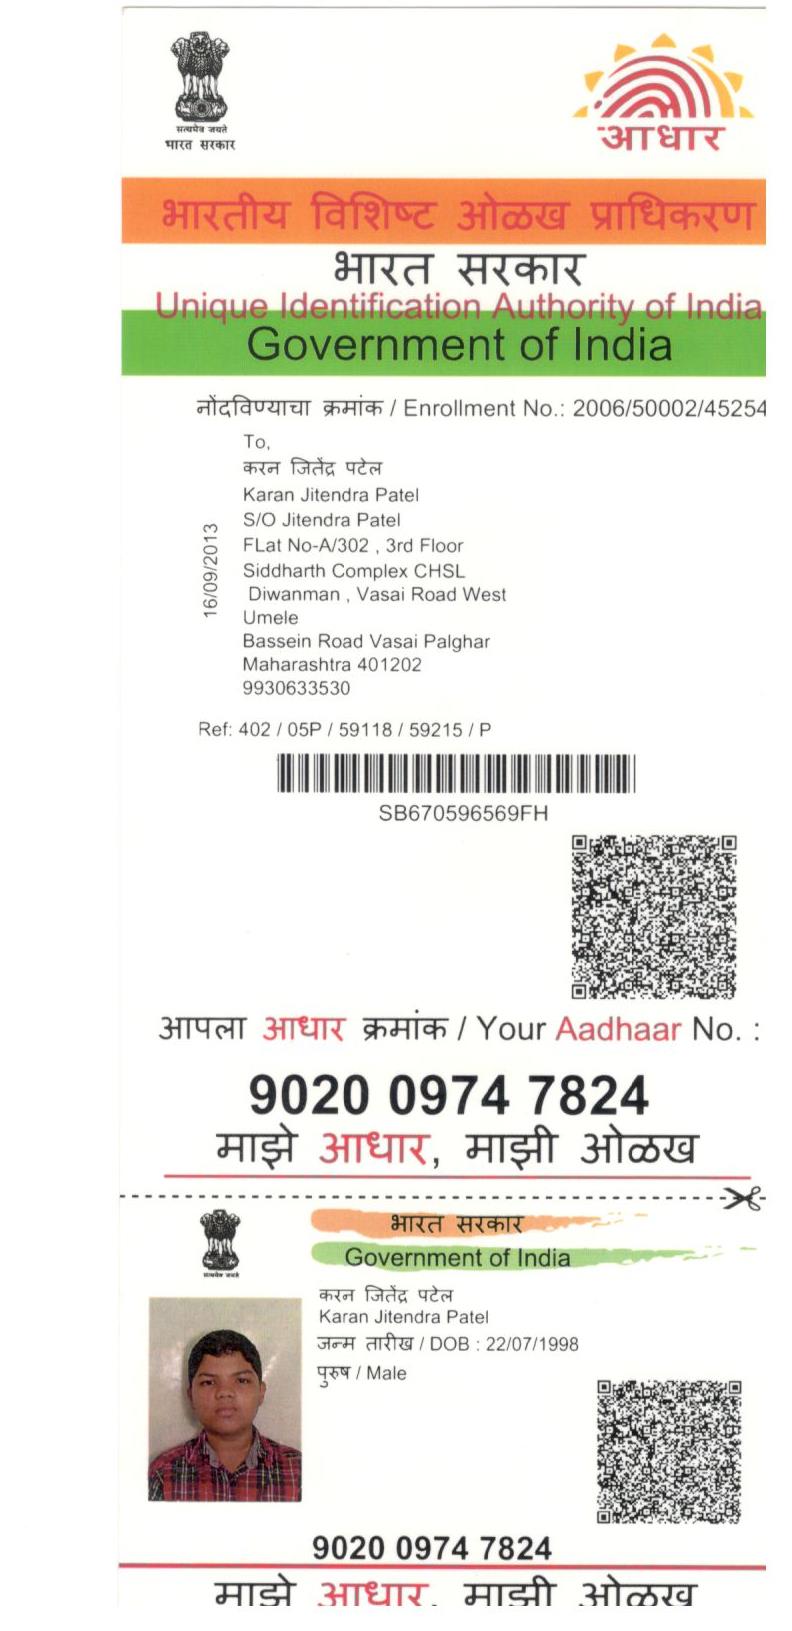 सत्यमेव जयते
भारत सरकार
आधार
भारतीय विशिष्ट ओळख प्राधिकरण
भारत सरकार
Unique Identification Authority of India
Government of India
नोंदविण्याचा क्रमांक / Enrollment No.: 2006/50002/45254
To,
करन जितेंद्र पटेल
Karan Jitendra Patel
S/O Jitendra Patel
FLat No-A/302 , 3rd Floor
Siddharth Complex CHSL
Diwanman , Vasai Road West
Umele
Bassein Road Vasai Palghar
Maharashtra 401202
9930633530
16/09/2013
Ref: 402 / 05P / 59118 / 59215 / P
SB670596569FH
आपला आधार क्रमांक / Your Aadhaar No. :
9020 0974 7824
माझे आधार, माझी ओळख
भारत सरकार
Government of India
सत्यमेव जयते
करन जितेंद्र पटेल
Karan Jitendra Patel
जन्म तारीख / DOB : 22/07/1998
पुरुष / Male
9020 0974 7824
माझे आधार, माझी ओळख